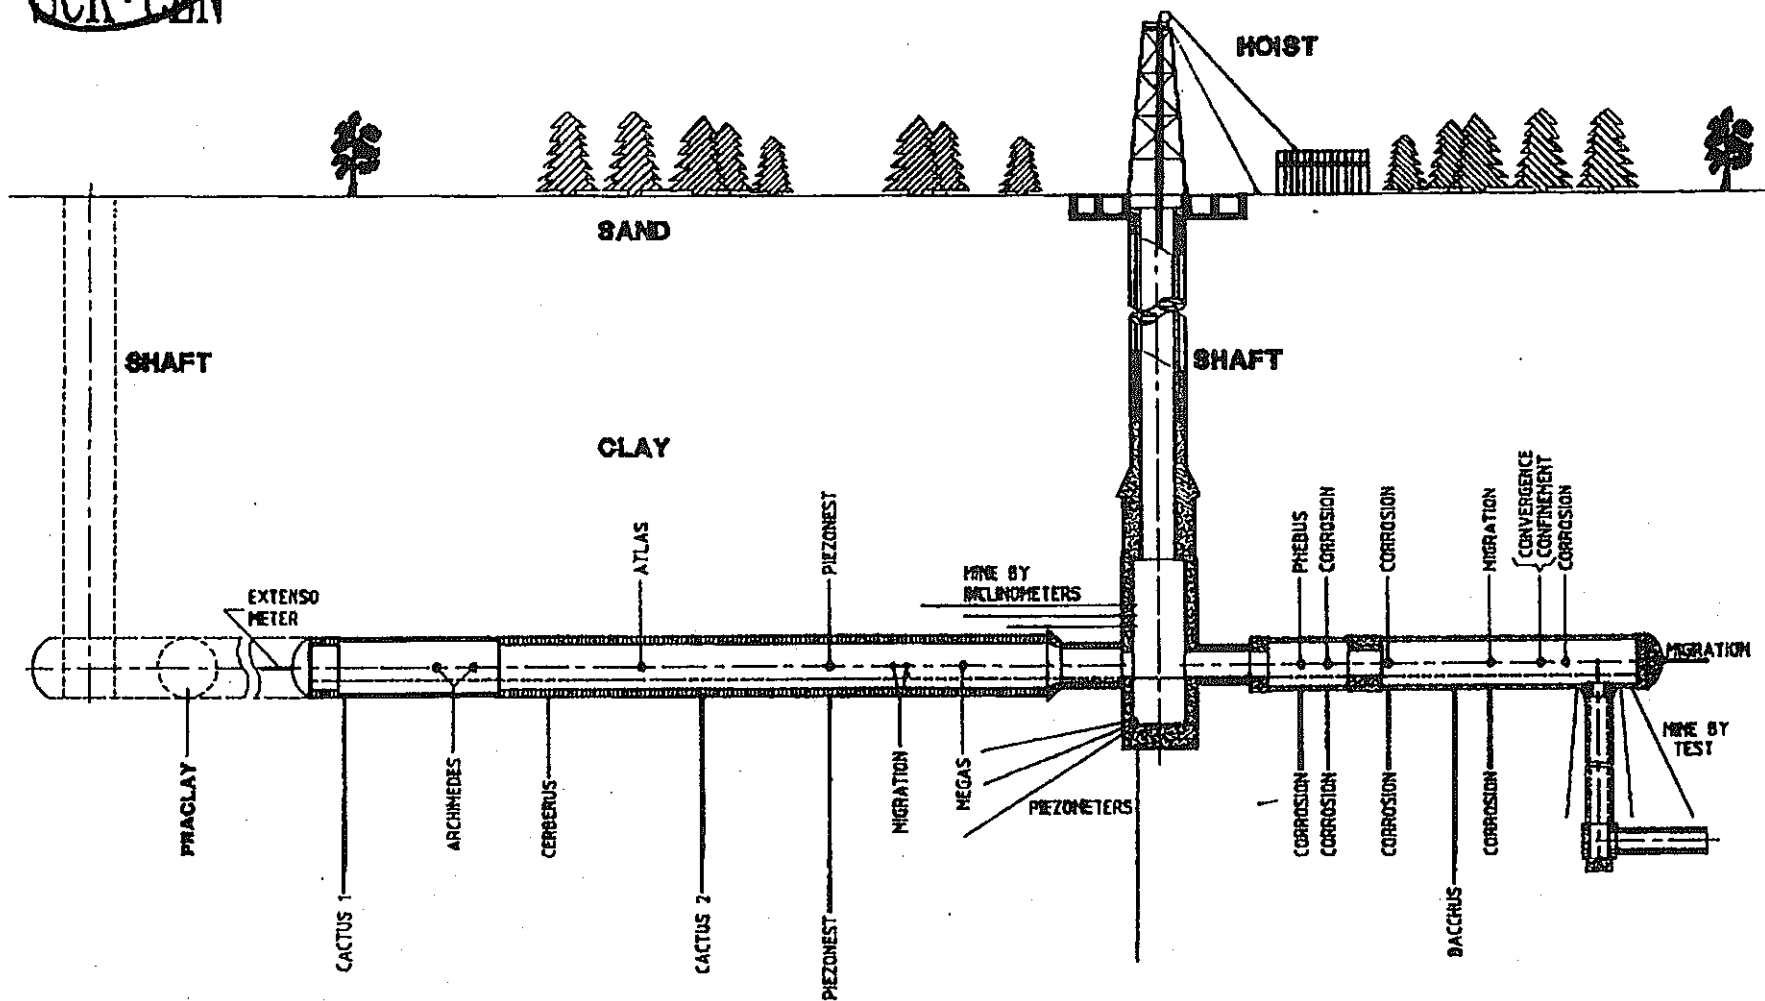 SCK·CEN
HOIST
SAND
SHAFT
SHAFT
CLAY
CONVERGENCE
CONFINEMENT
PIEZONEST
ATLAS
PHEBUS
CORROSION
CORROSION
MIGRATION
CORROSION
MINE BY
INCLINOMETERS
EXTENSO
METER
MIGRATION
MINE BY
TEST
PRACLAY
ARCHIMEDES
CERBERUS
MIGRATION
MEGAS
PIEZOMETERS
CORROSION
CORROSION
CORROSION
CORROSION
CACTUS 1
CACTUS 2
PIEZONEST
BACCHUS